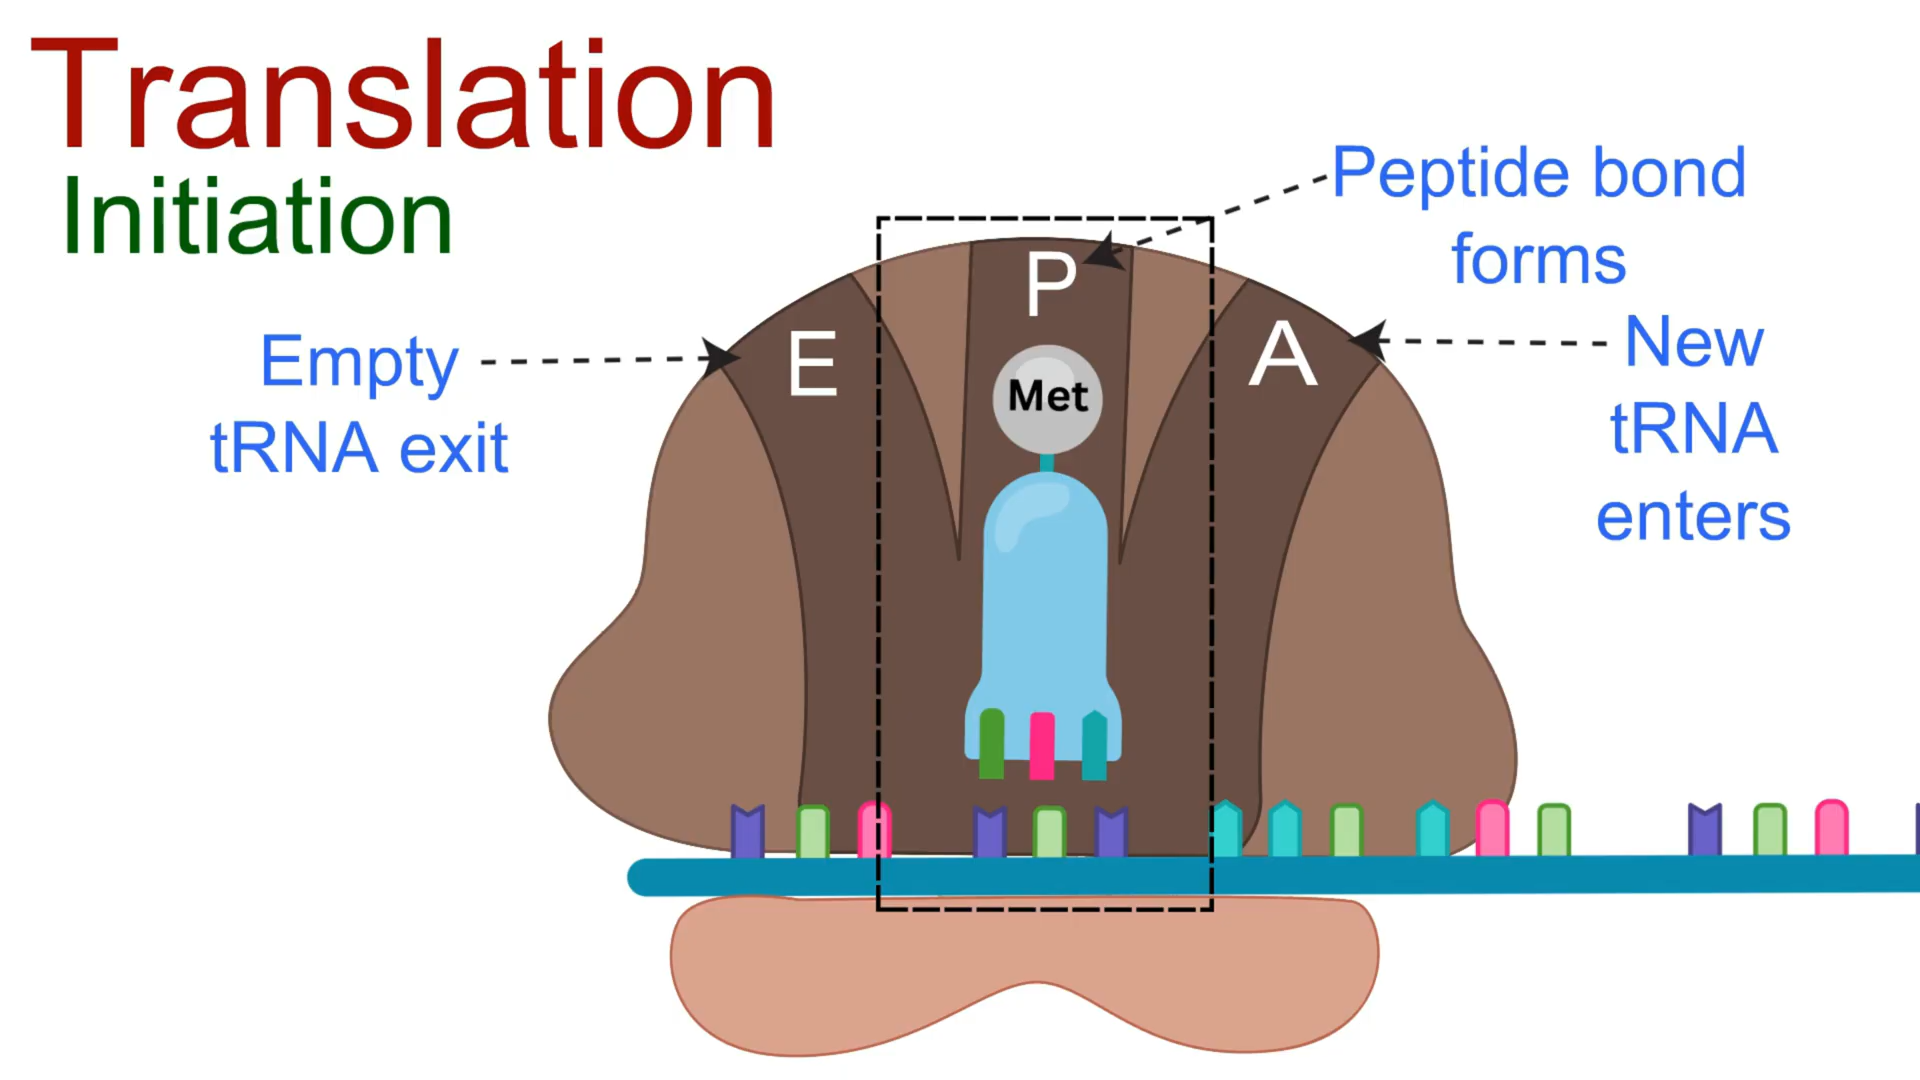 Translation
Initiation
Peptide bond
forms
P
E
A
Empty
tRNA exit
New
tRNA
enters
Met